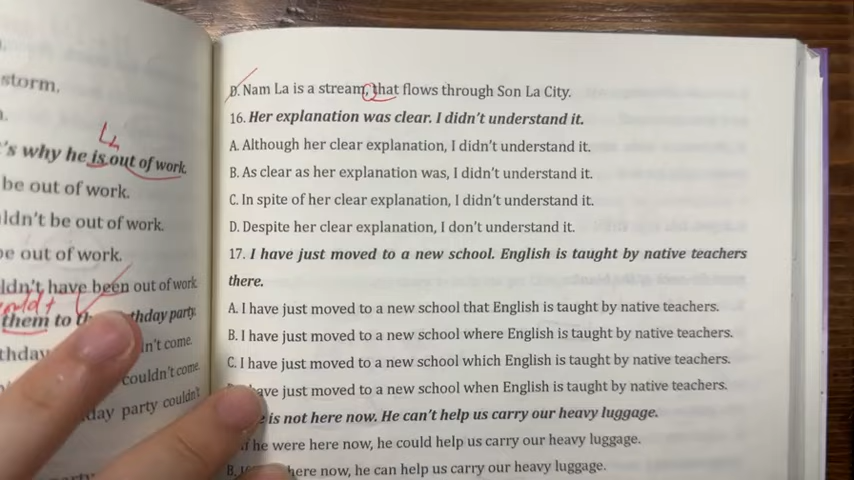 storm,
's why he is out of work.
be out of work.
ldn't be out of work.
be out of work.
ldn't have been out of work
them to
thday party.
thday
n't come.
couldn't come.
day party couldn't
D. Nam La is a stream, that flows through Son La City.
16. Her explanation was clear. I didn't understand it.
A. Although her clear explanation, I didn't understand it.
B. As clear as her explanation was, I didn't understand it.
C. In spite of her clear explanation, I didn't understand it.
D. Despite her clear explanation, I don't understand it.
17. I have just moved to a new school. English is taught by native teachers
there.
A. I have just moved to a new school that English is taught by native teachers.
B. I have just moved to a new school where English is taught by native teachers.
C. I have just moved to a new school which English is taught by native teachers.
have just moved to a new school when English is taught by native teachers.
is not here now. He can't help us carry our heavy luggage.
he were here now, he could help us carry our heavy luggage.
B. here now, he can help us carry our heavy luggage.